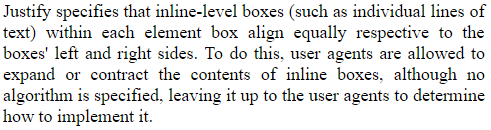 Justify specifies that inline-level boxes (such as individual lines of
text) within each element box align equally respective to the
boxes' left and right sides. To do this, user agents are allowed to
expand or contract the contents of inline boxes, although no
algorithm is specified, leaving it up to the user agents to determine
how to implement it.